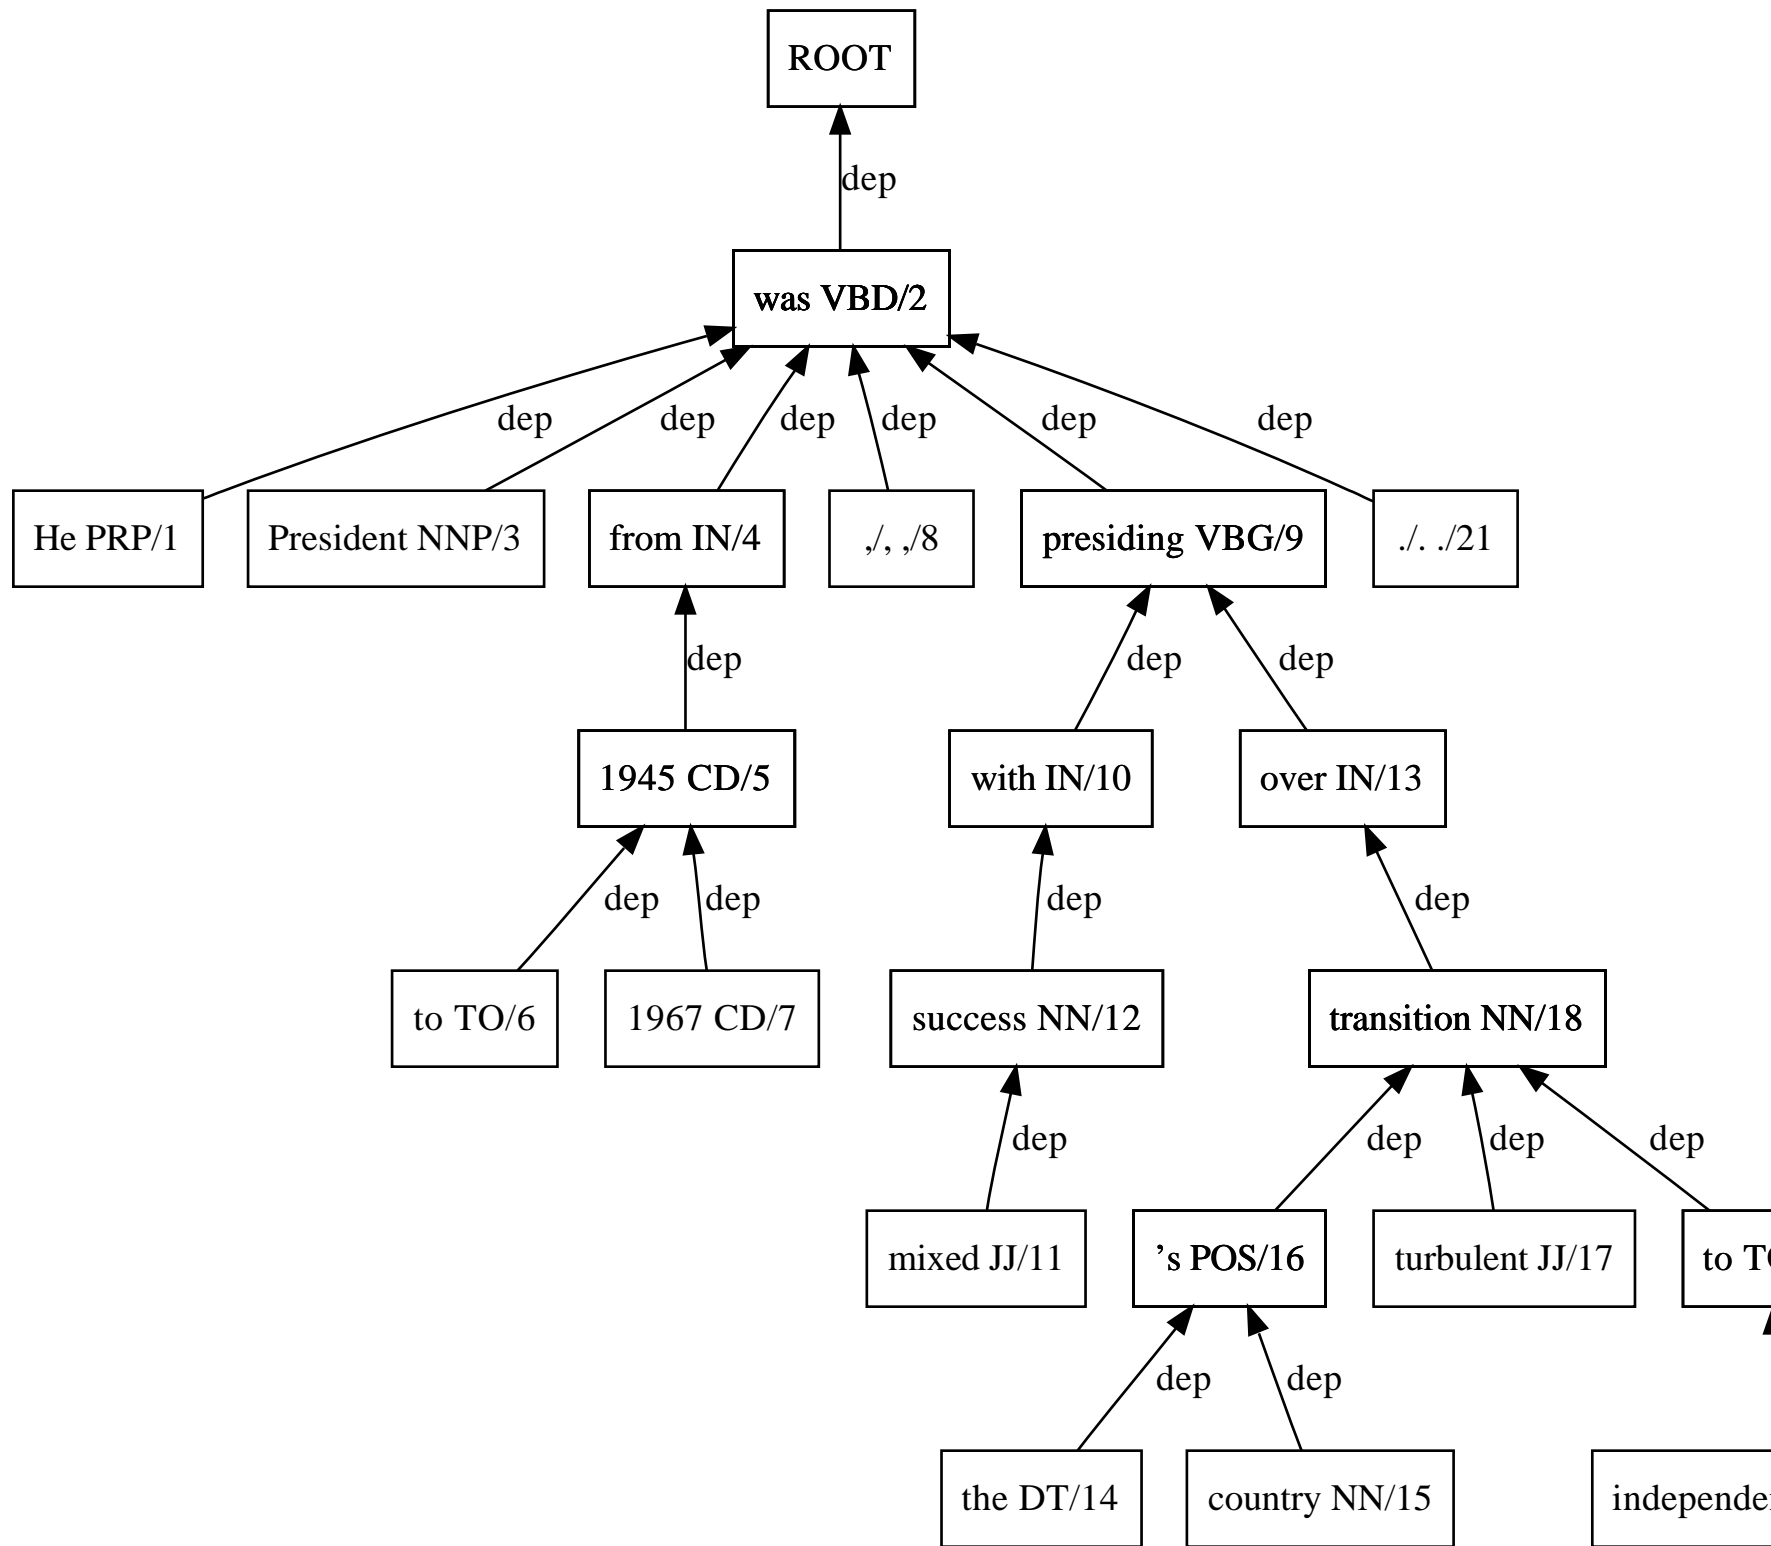 ROOT
dep
was VBD/2
dep dep dep dep dep dep
He PRP/1 President NNP/3 from IN/4 ,/, ,/8 presiding VBG/9 ./. ./21
dep dep dep
1945 CD/5 with IN/10 over IN/13
dep dep dep dep
to TO/6 1967 CD/7 success NN/12 transition NN/18
dep dep dep dep
mixed JJ/11 ’s POS/16 turbulent JJ/17 to
dep dep
the DT/14 country NN/15